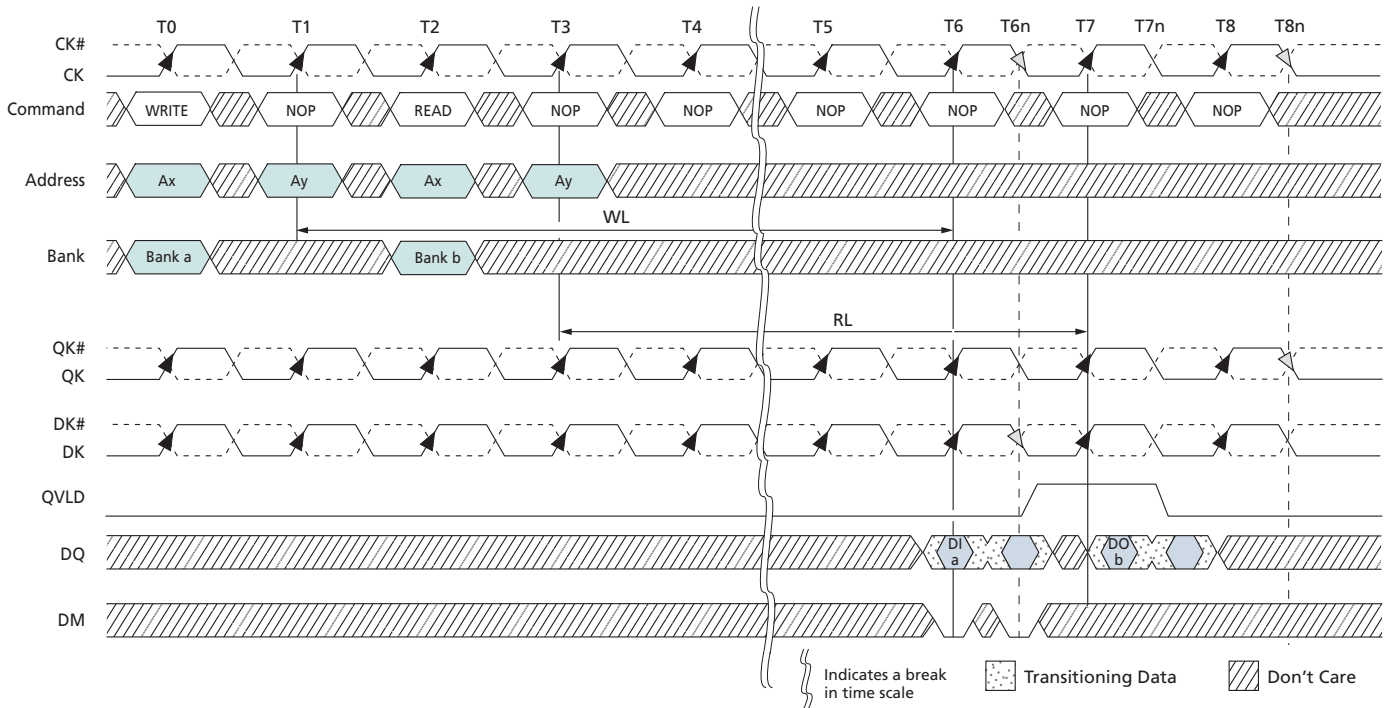 T0 T1 T2 T3 T4 T5 T6 T6n T7 T7n T8 T8n
CK#
CK
Command WRITE NOP READ NOP NOP NOP NOP NOP NOP
Address Ax Ay Ax Ay
WL
Bank Bank a Bank b
RL
QK#
QK
DK#
DK
QVLD
DQ DI a DO b
DM
Indicates a break
in time scale
Transitioning Data
Don't Care